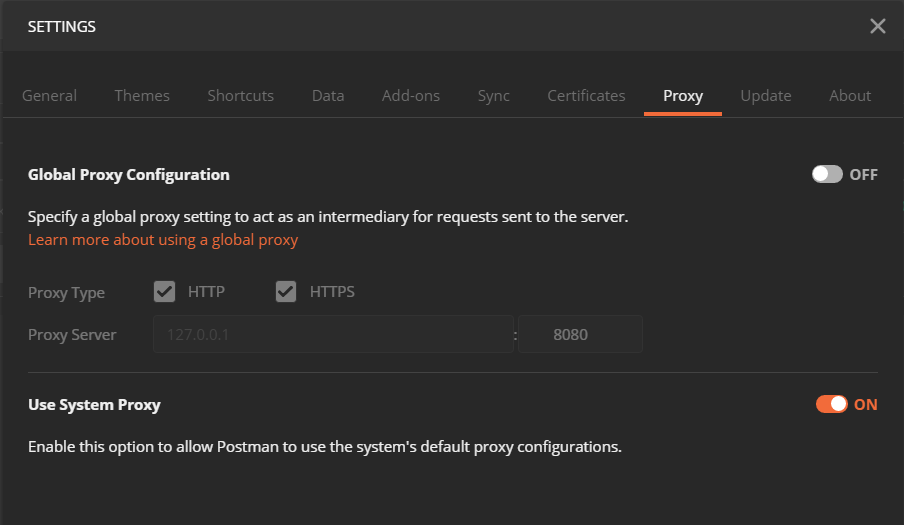 SETTINGS
General Themes Shortcuts Data Add-ons Sync Certificates Proxy Update About
Global Proxy Configuration OFF
Specify a global proxy setting to act as an intermediary for requests sent to the server.
Learn more about using a global proxy
Proxy Type HTTP HTTPS
Proxy Server 127.0.0.1 : 8080
Use System Proxy ON
Enable this option to allow Postman to use the system's default proxy configurations.